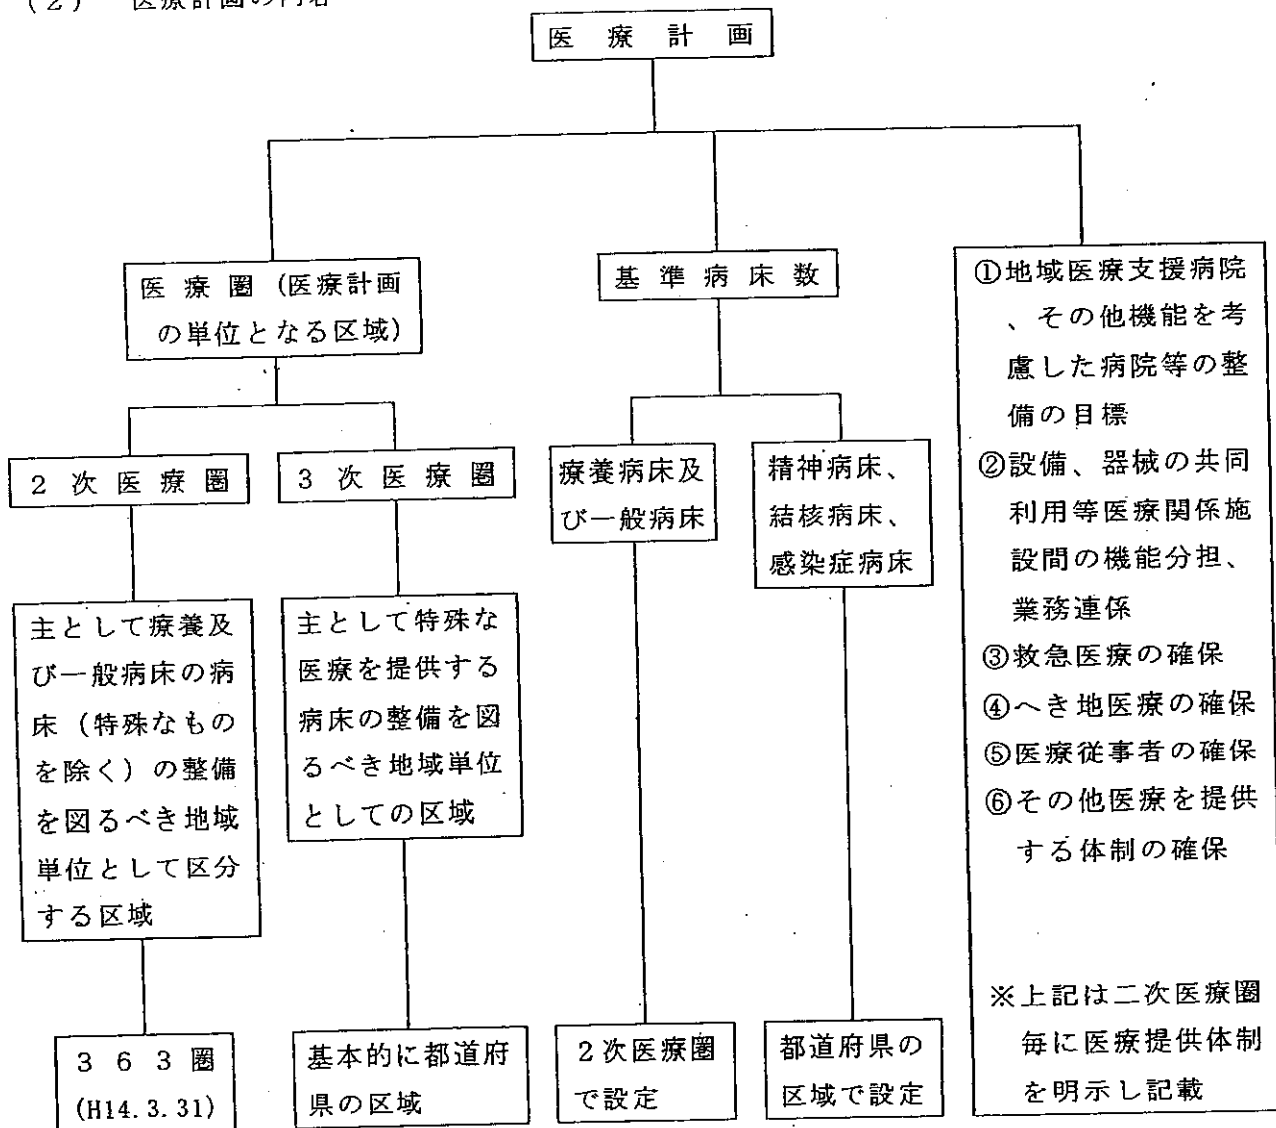 (2) 医療計画の内容
医療計画
医療圏(医療計画
の単位となる区域)
2次医療圏
主として療養及
び一般病床の病
床(特殊なもの
を除く)の整備
を図るべき地域
単位として区分
する区域
363圏
(H14.3.31)
3次医療圏
主として特殊な
医療を提供する
病床の整備を図
るべき地域単位
としての区域
基本的に都道府
県の区域
基準病床数
療養病床及
び一般病床
2次医療圏
で設定
精神病床、
結核病床、
感染症病床
都道府県の
区域で設定
①地域医療支援病院
、その他機能を考
慮した病院等の整
備の目標
②設備、器械の共同
利用等医療関係施
設間の機能分担、
業務連係
③救急医療の確保
④へき地医療の確保
⑤医療従事者の確保
⑥その他医療を提供
する体制の確保
※上記は二次医療圏
毎に医療提供体制
を明示し記載